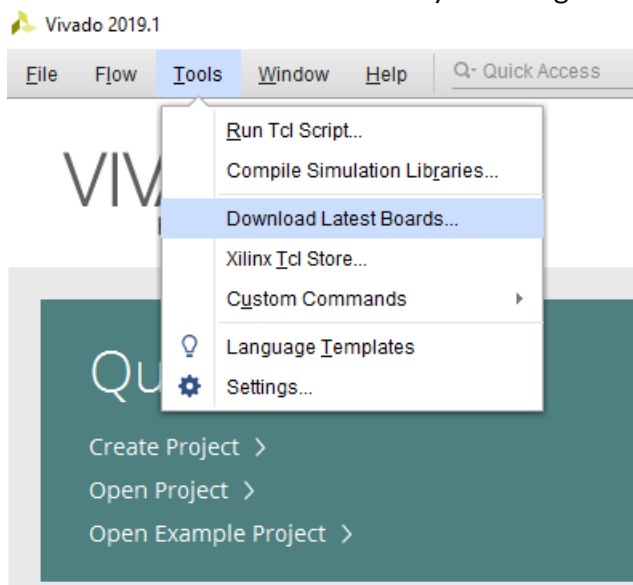 Vivado 2019.1
File Flow Tools Window Help Q- Quick Access
Run Tcl Script...
Compile Simulation Libraries...
Download Latest Boards...
Xilinx Tcl Store...
Custom Commands
Language Templates
Settings...
VIV
Qu
Create Project >
Open Project >
Open Example Project >